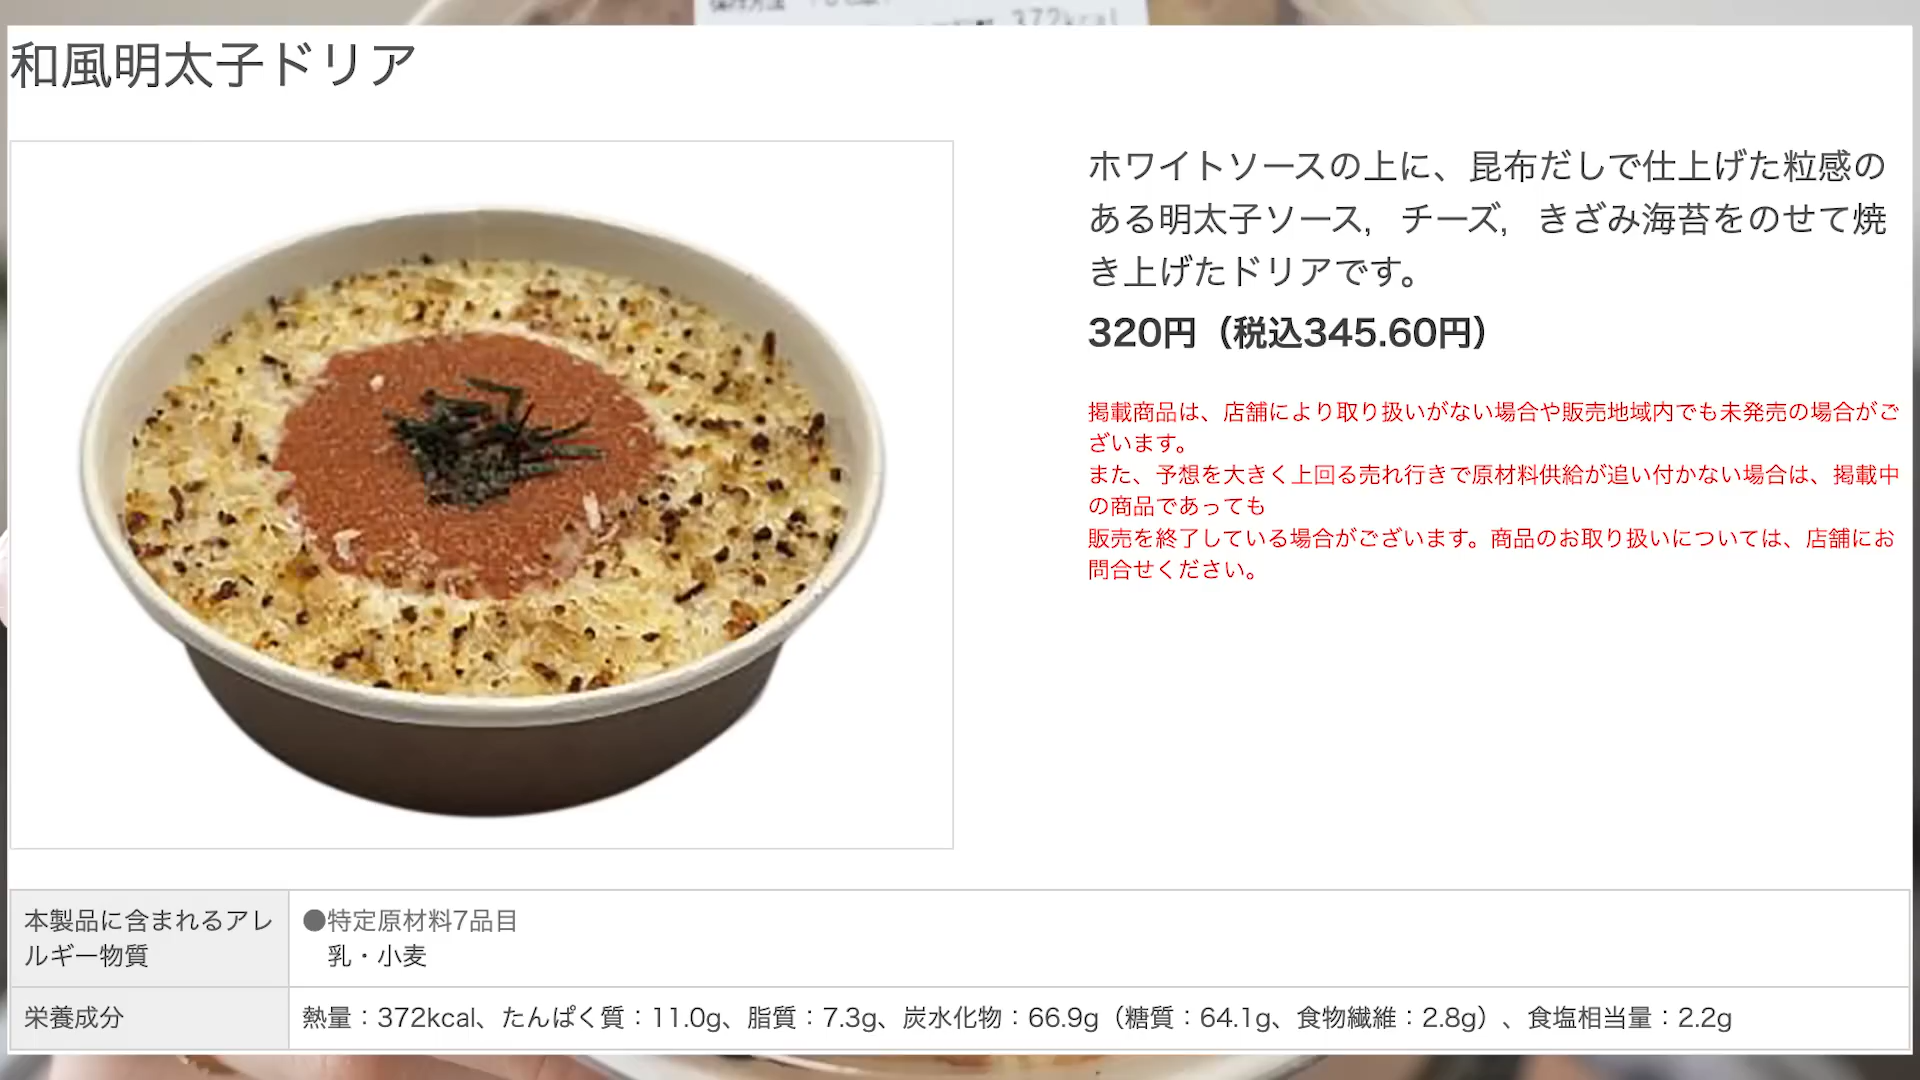 372kcal
和風明太子ドリア
ホワイトソースの上に、昆布だしで仕上げた粒感の
ある明太子ソース,　チーズ,　きざみ海苔をのせて焼
き上げたドリアです。
320円（税込345.60円）
掲載商品は、店舗により取り扱いがない場合や販売地域内でも未発売の場合がご
ざいます。
また、予想を大きく上回る売れ行きで原材料供給が追い付かない場合は、掲載中
の商品であっても
販売を終了している場合がございます。商品のお取り扱いについては、店舗にお
問合せください。
本製品に含まれるアレ
ルギー物質
●特定原材料7品目
乳・小麦
栄養成分
熱量：372kcal、たんぱく質：11.0g、脂質：7.3g、炭水化物：66.9g（糖質：64.1g、食物繊維：2.8g）、食塩相当量：2.2g